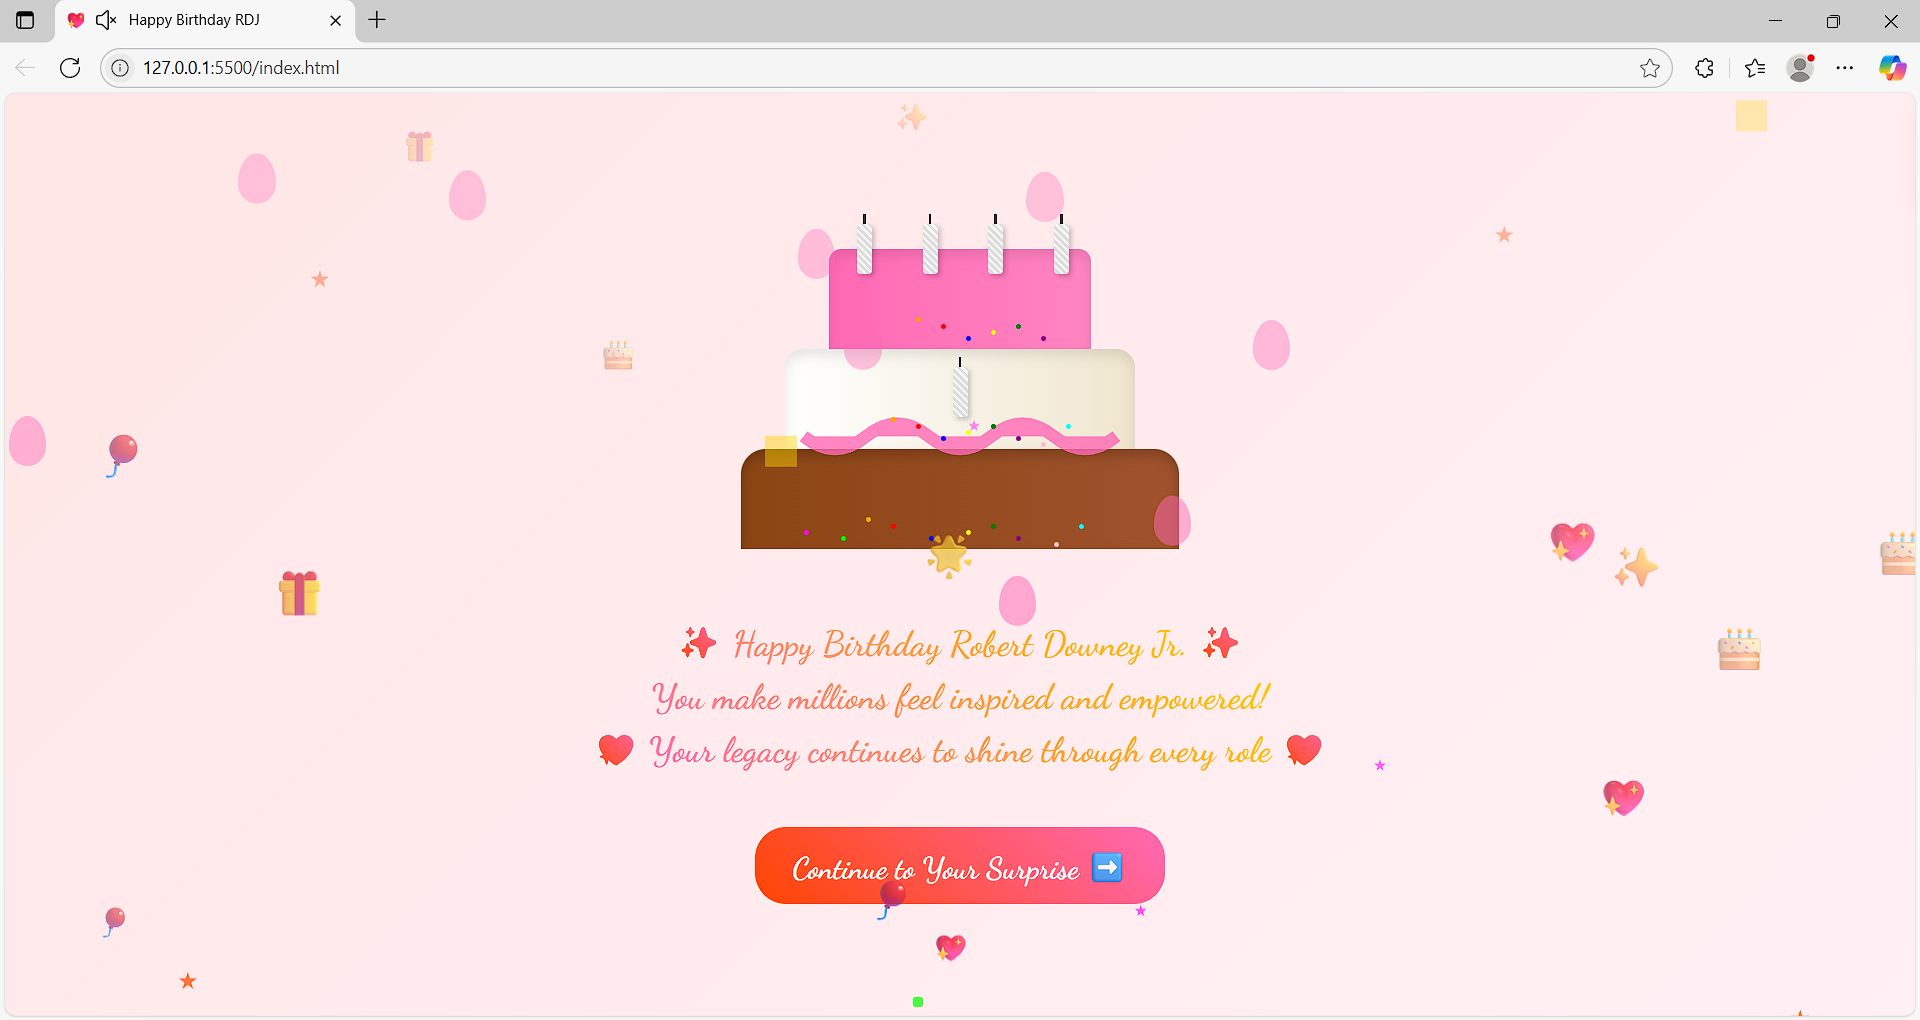 Happy Birthday RDJ
127.0.0.1:5500/index.html
Happy Birthday Robert Downey Jr.
You make millions feel inspired and empowered!
Your legacy continues to shine through every role
Continue to Your Surprise